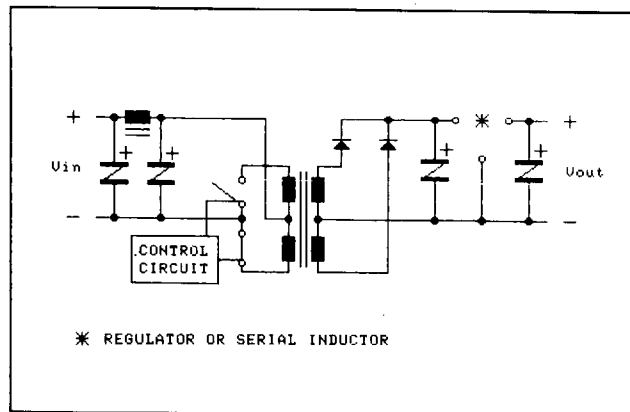 +
+
+
+
+
+
Vin
Vout
-
-
.CONTROL
CIRCUIT
* REGULATOR OR SERIAL INDUCTOR